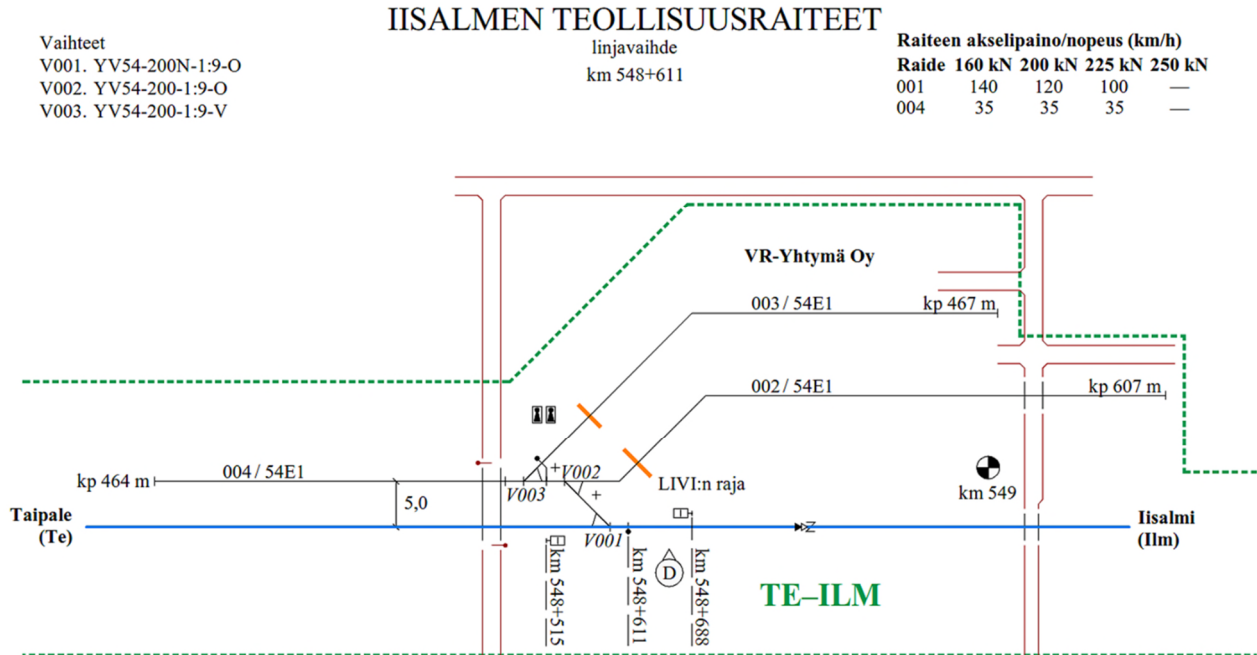 IISALMEN TEOLLISUUSRAITEET
linjavaihde
km 548+611
Vaihteet
V001. YV54-200N-1:9-O
V002. YV54-200-1:9-O
V003. YV54-200-1:9-V
Raiteen akselipaino/nopeus (km/h)
Raide 160 kN 200 kN 225 kN 250 kN
001 140 120 100 —
004 35 35 35 —
VR-Yhtymä Oy
003 / 54E1
kp 467 m
002 / 54E1
kp 607 m
kp 464 m
004 / 54E1
V003
V002
LIVI:n raja
km 549
5,0
Taipale
(Te)
Iisalmi
(Ilm)
V001
km 548+515
km 548+611
D
km 548+688
TE–ILM